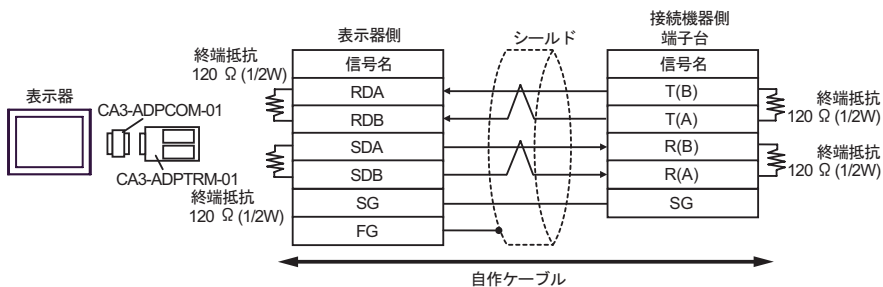 表示器
CA3-ADPCOM-01
CA3-ADPTRM-01
終端抵抗
120 Ω (1/2W)
終端抵抗
120 Ω (1/2W)
表示器側
信号名
RDA
RDB
SDA
SDB
SG
FG
シールド
接続機器側
端子台
信号名
T(B)
T(A)
R(B)
R(A)
SG
終端抵抗
120 Ω (1/2W)
終端抵抗
120 Ω (1/2W)
自作ケーブル